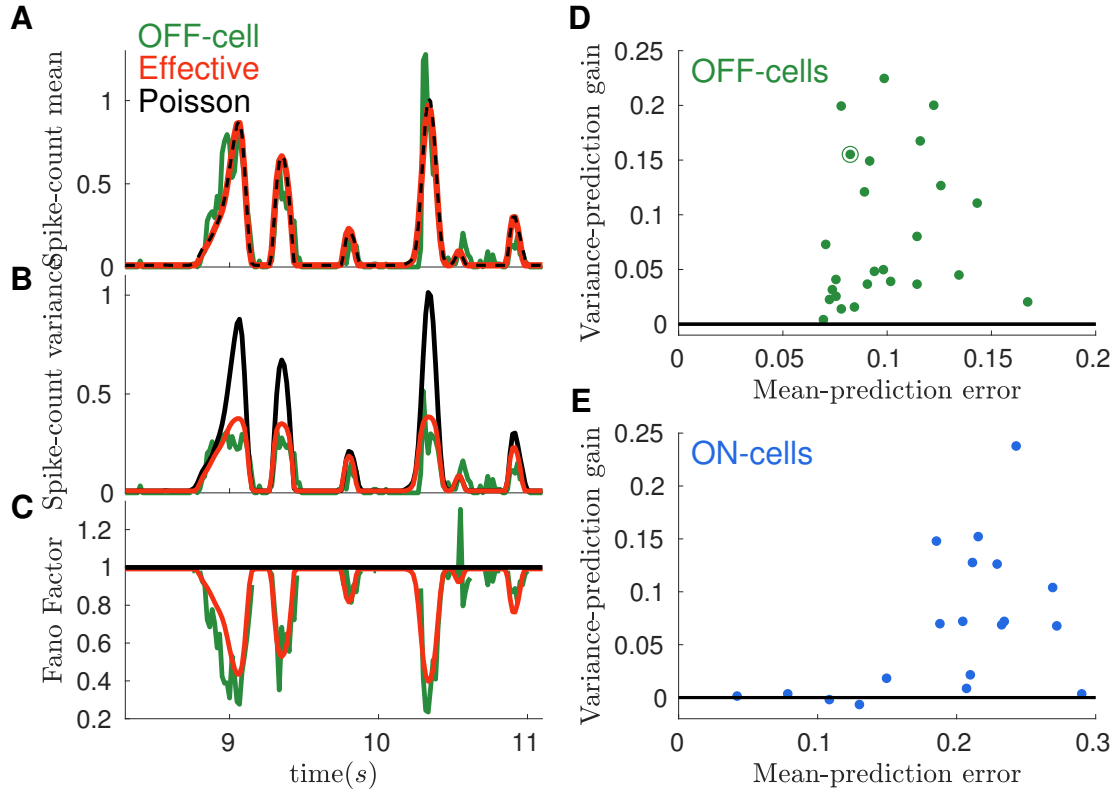 A
OFF-cell
Effective
Poisson
Spike-count mean
1
0.5
0
B
Spike-count variance
1
0.5
0
C
Fano Factor
1.2
1
0.8
0.6
0.4
0.2
9
10
11
time(s)
D
OFF-cells
Variance-prediction gain
0.25
0.2
0.15
0.1
0.05
0
0
0.05
0.1
0.15
0.2
Mean-prediction error
E
ON-cells
Variance-prediction gain
0.25
0.2
0.15
0.1
0.05
0
0
0.1
0.2
0.3
Mean-prediction error